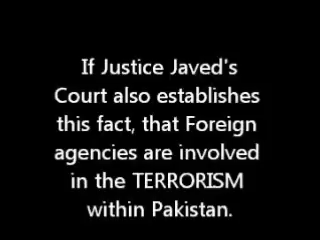 If Justice Javed's
Court also establishes
this fact, that Foreign
agencies are involved
in the TERRORISM
within Pakistan.